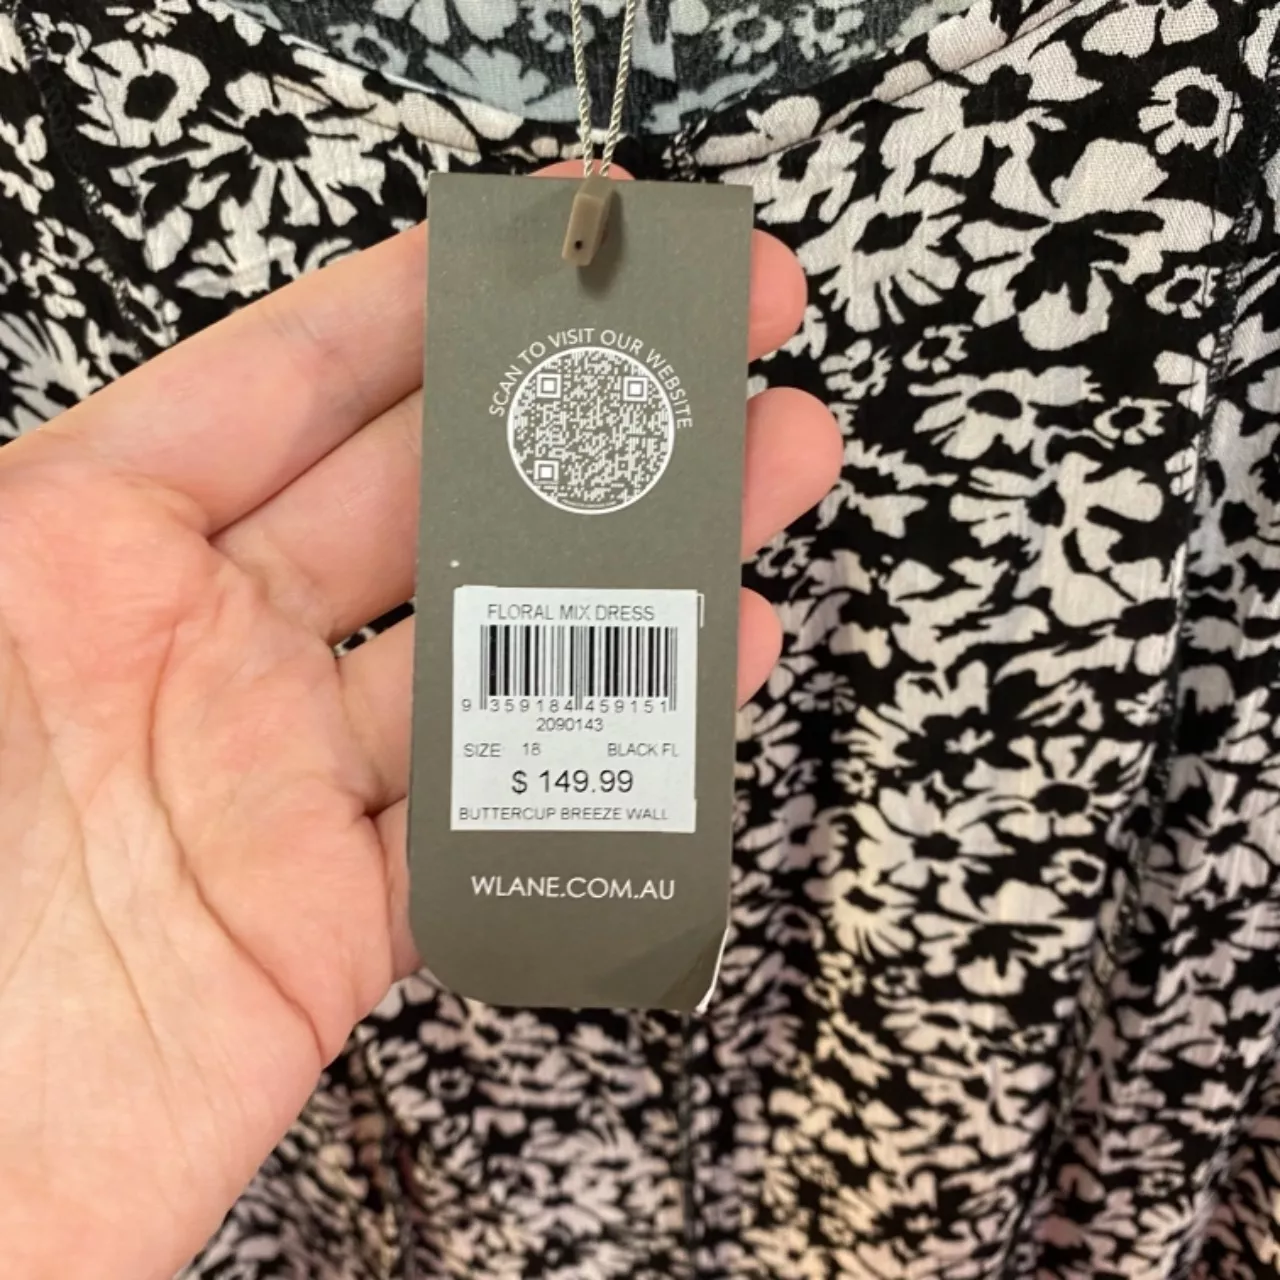 SCAN TO VISIT OUR WEBSITE
FLORAL MIX DRESS
9 359184 459151
2090143
SIZE 18 BLACK FL
$ 149.99
BUTTERCUP BREEZE WALL
WLANE.COM.AU